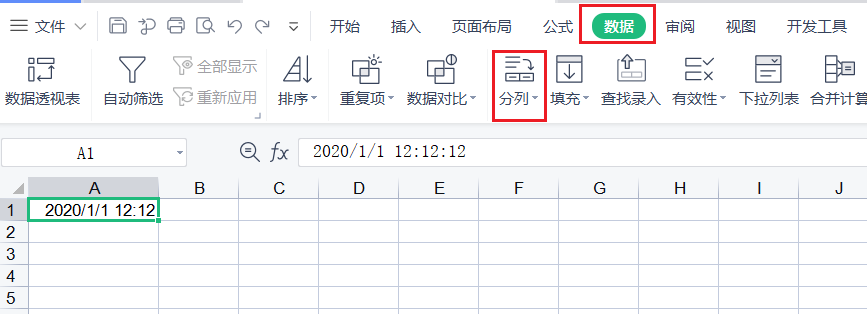 文件 开始 插入 页面布局 公式 数据 审阅 视图 开发工具
全部显示
重新应用
数据透视表 自动筛选 排序 重复项 数据对比 分列 填充 查找录入 有效性 下拉列表 合并计算
A1 fx 2020/1/1 12:12:12
A B C D E F G H I J
1 2020/1/1 12:12
2
3
4
5